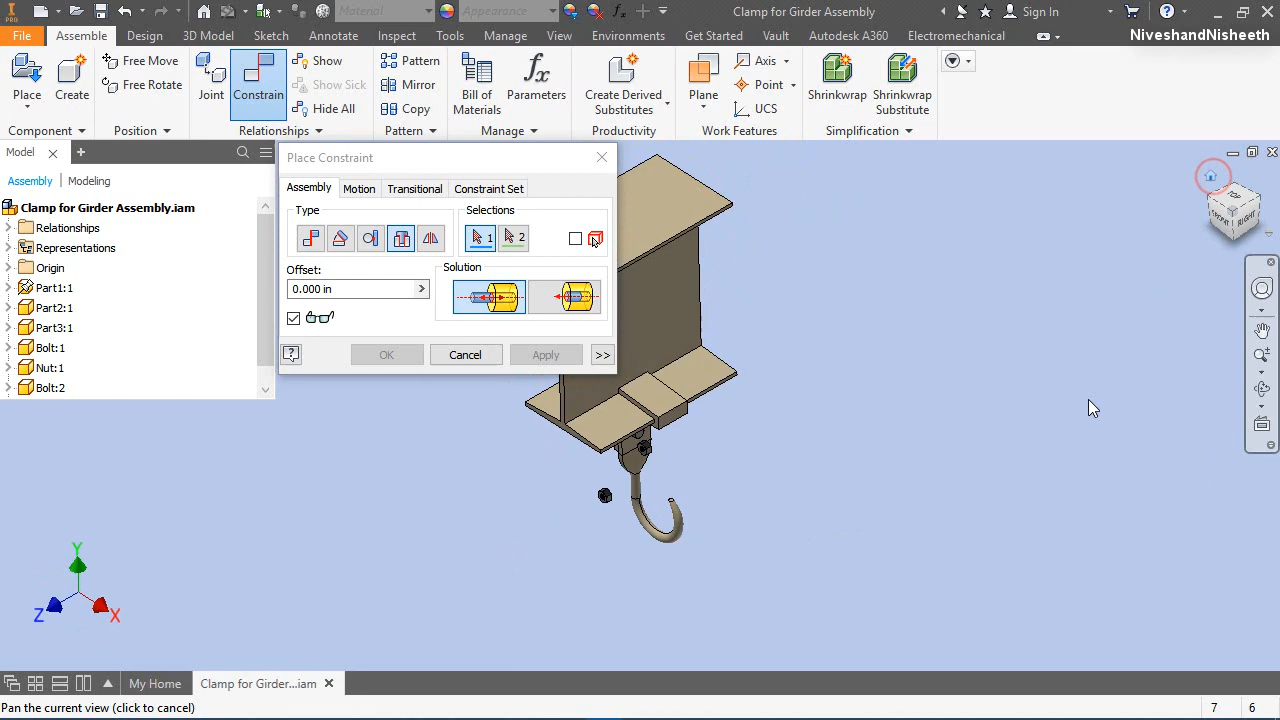 Material
Appearance
Clamp for Girder Assembly
Sign In
PRO
File
Assemble
Design
3D Model
Sketch
Annotate
Inspect
Tools
Manage
View
Environments
Get Started
Vault
Autodesk A360
Electromechanical
NiveshandNisheeth
Place
Create
Free Move
Free Rotate
Joint
Constrain
Show
Show Sick
Hide All
Pattern
Mirror
Copy
Bill of Materials
fx
Parameters
Create Derived Substitutes
Plane
Axis
Point
UCS
Shrinkwrap
Shrinkwrap Substitute
Component
Position
Relationships
Pattern
Manage
Productivity
Work Features
Simplification
Model
Assembly
Modeling
Clamp for Girder Assembly.iam
Relationships
Representations
Origin
Part1:1
Part2:1
Part3:1
Bolt:1
Nut:1
Bolt:2
Place Constraint
Assembly
Motion
Transitional
Constraint Set
Type
Selections
1
2
Offset:
0.000 in
Solution
OK
Cancel
Apply
>>
FRONT
RIGHT
Y
Z
X
My Home
Clamp for Girder...iam
Pan the current view (click to cancel)
7
6